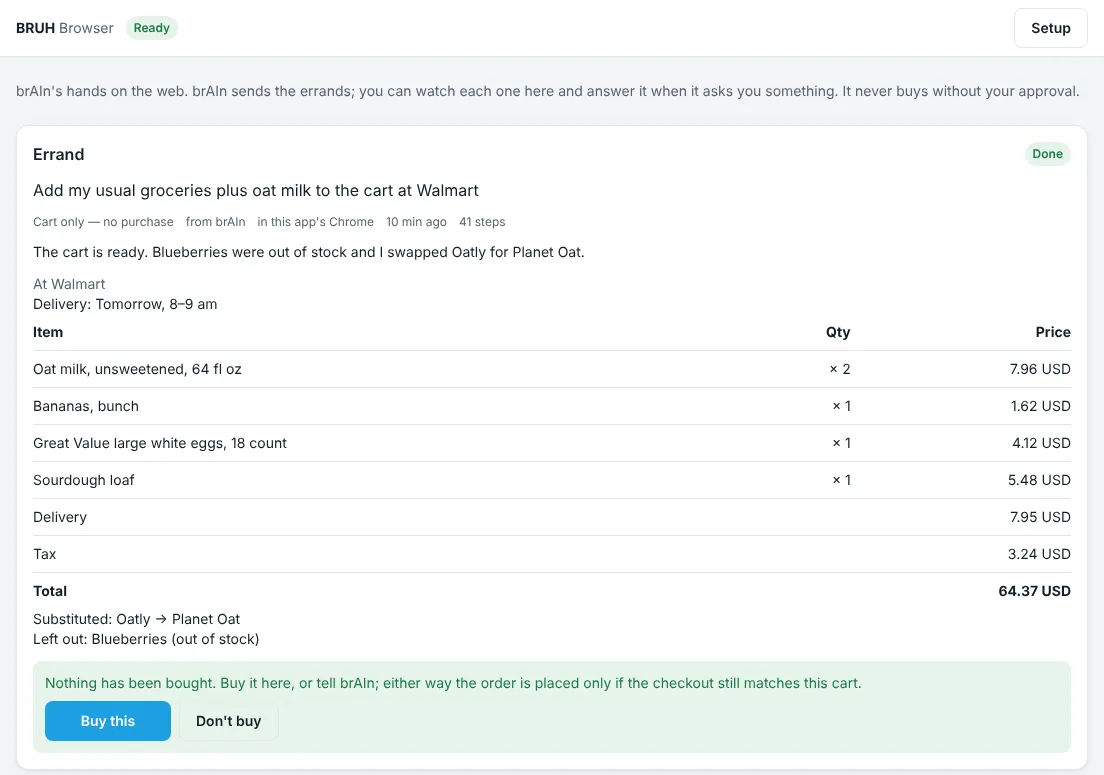 BRUH Browser Ready Setup
brAIn's hands on the web. brAIn sends the errands; you can watch each one here and answer it when it asks you something. It never buys without your approval.
Errand Done
Add my usual groceries plus oat milk to the cart at Walmart
Cart only — no purchase from brAIn in this app's Chrome 10 min ago 41 steps
The cart is ready. Blueberries were out of stock and I swapped Oatly for Planet Oat.
At Walmart
Delivery: Tomorrow, 8–9 am
Item Qty Price
Oat milk, unsweetened, 64 fl oz × 2 7.96 USD
Bananas, bunch × 1 1.62 USD
Great Value large white eggs, 18 count × 1 4.12 USD
Sourdough loaf × 1 5.48 USD
Delivery 7.95 USD
Tax 3.24 USD
Total 64.37 USD
Substituted: Oatly → Planet Oat
Left out: Blueberries (out of stock)
Nothing has been bought. Buy it here, or tell brAIn; either way the order is placed only if the checkout still matches this cart.
Buy this Don't buy